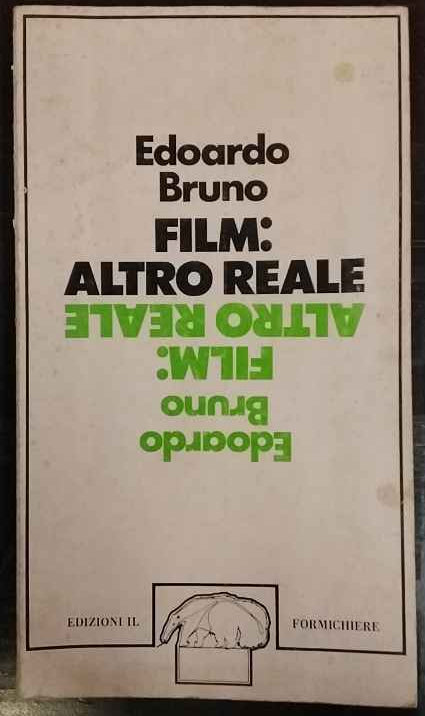 Edoardo
Bruno
FILM:
ALTRO REALE
Edoardo
Bruno
FILM:
ALTRO REALE
EDIZIONI IL FORMICHIERE